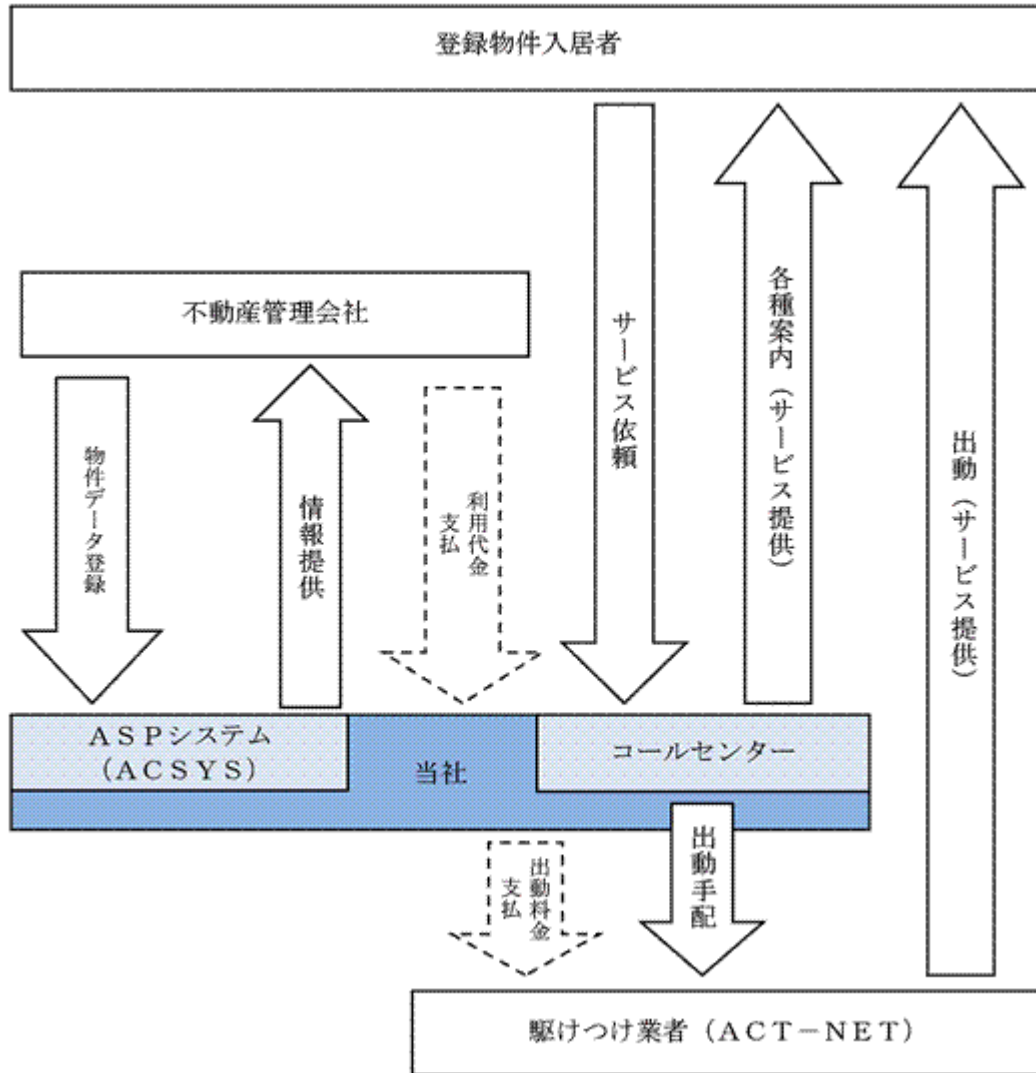 登録物件入居者
不動産管理会社
物件データ登録
情報提供
利用代金
支払
サービス依頼
各種案内（サービス提供）
出動（サービス提供）
ＡＳＰシステム
（ＡＣＳＹＳ）
当社
コールセンター
出動料金
支払
出動手配
駆けつけ業者（ＡＣＴ－ＮＥＴ）